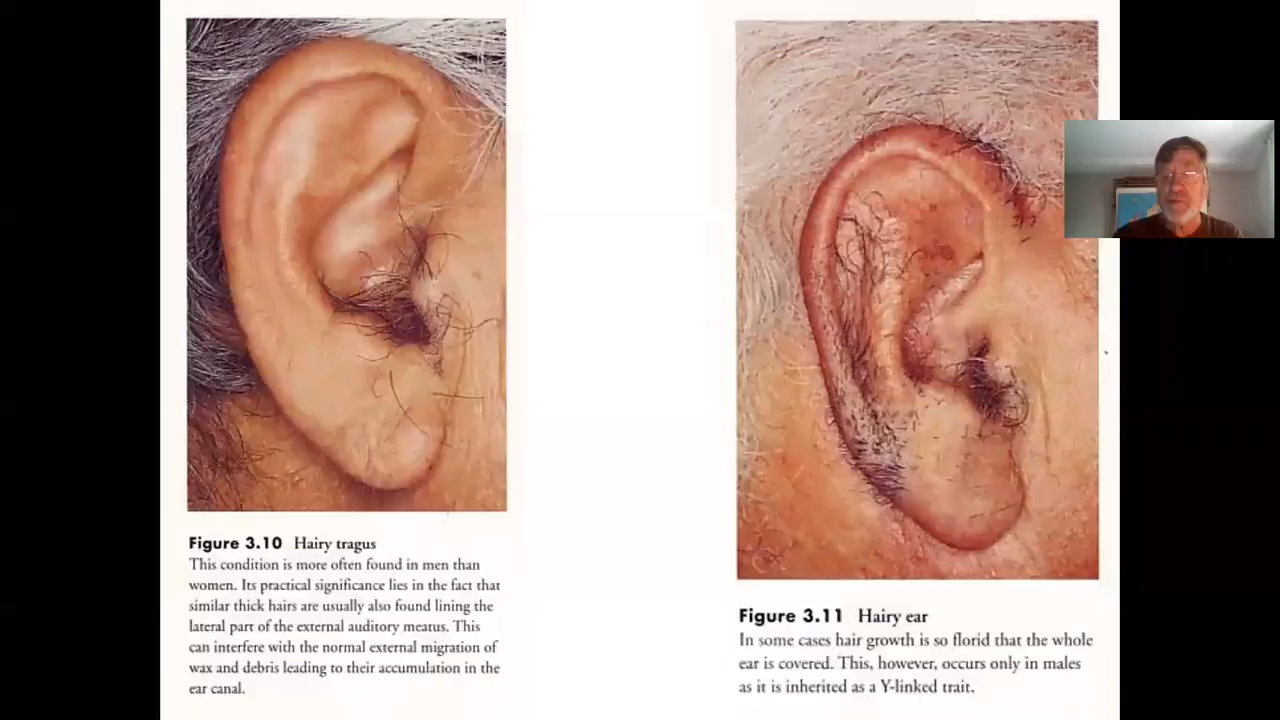 Figure 3.10 Hairy tragus
This condition is more often found in men than
women. Its practical significance lies in the fact that
similar thick hairs are usually also found lining the
lateral part of the external auditory meatus. This
can interfere with the normal external migration of
wax and debris leading to their accumulation in the
ear canal.
Figure 3.11 Hairy ear
In some cases hair growth is so florid that the whole
ear is covered. This, however, occurs only in males
as it is inherited as a Y-linked trait.